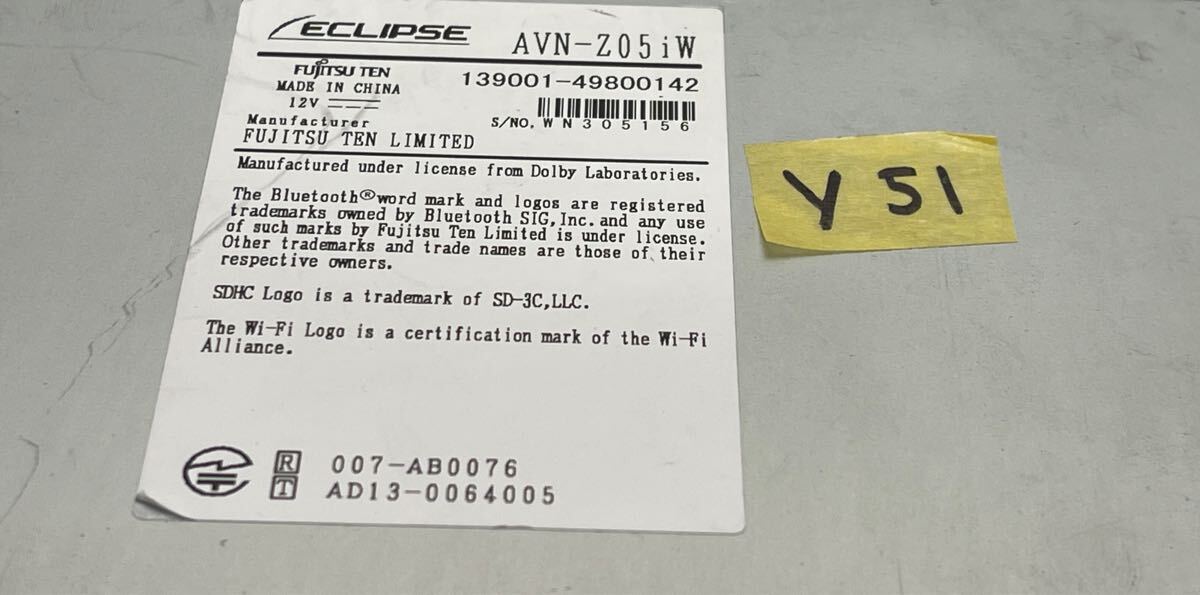 ECLIPSE AVN-Z05iW
FUJITSU TEN
MADE IN CHINA
12V
139001-49800142
S/NO. WN305156
Manufacturer
FUJITSU TEN LIMITED
Manufactured under license from Dolby Laboratories.
The Bluetooth® word mark and logos are registered
trademarks owned by Bluetooth SIG, Inc. and any use
of such marks by Fujitsu Ten Limited is under license.
Other trademarks and trade names are those of their
respective owners.
SDHC Logo is a trademark of SD-3C, LLC.
The Wi-Fi Logo is a certification mark of the Wi-Fi
Alliance.
R 007-AB0076
T AD13-0064005
Y 51